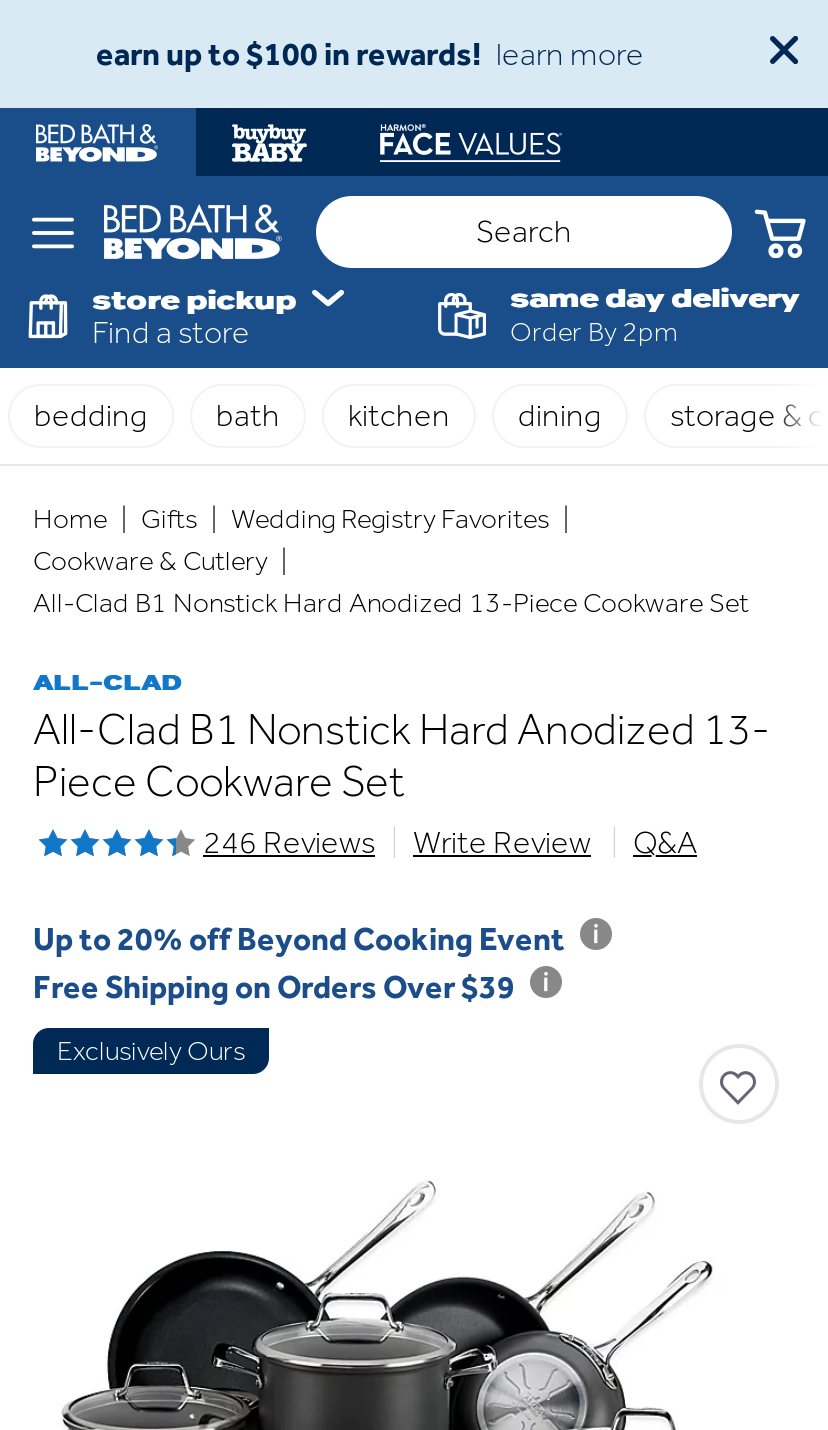 earn up to $100 in rewards! learn more
BED BATH & BEYOND® buybuy BABY HARMON® FACE VALUES
BED BATH & BEYOND® Search
store pickup same day delivery
Find a store Order By 2pm
bedding bath kitchen dining storage &
Home | Gifts | Wedding Registry Favorites |
Cookware & Cutlery |
All-Clad B1 Nonstick Hard Anodized 13-Piece Cookware Set
ALL-CLAD
All-Clad B1 Nonstick Hard Anodized 13-
Piece Cookware Set
246 Reviews | Write Review | Q&A
Up to 20% off Beyond Cooking Event i
Free Shipping on Orders Over $39 i
Exclusively Ours